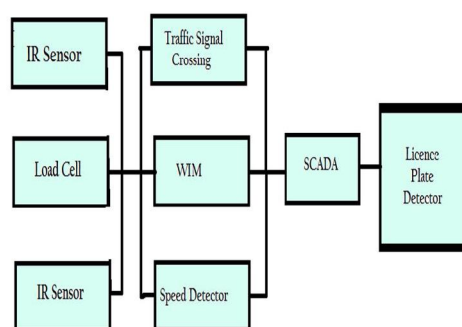 IR Sensor
Load Cell
IR Sensor
Traffic Signal
Crossing
WIM
Speed Detector
SCADA
Licence
Plate
Detector